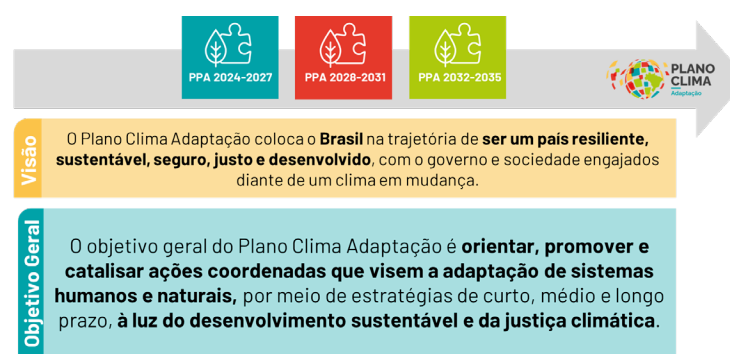 PPA 2024-2027
PPA 2028-2031
PPA 2032-2035
PLANO
CLIMA
Adaptação
Visão
O Plano Clima Adaptação coloca o Brasil na trajetória de ser um país resiliente,
sustentável, seguro, justo e desenvolvido, com o governo e sociedade engajados
diante de um clima em mudança.
Objetivo Geral
O objetivo geral do Plano Clima Adaptação é orientar, promover e
catalisar ações coordenadas que visem a adaptação de sistemas
humanos e naturais, por meio de estratégias de curto, médio e longo
prazo, à luz do desenvolvimento sustentável e da justiça climática.